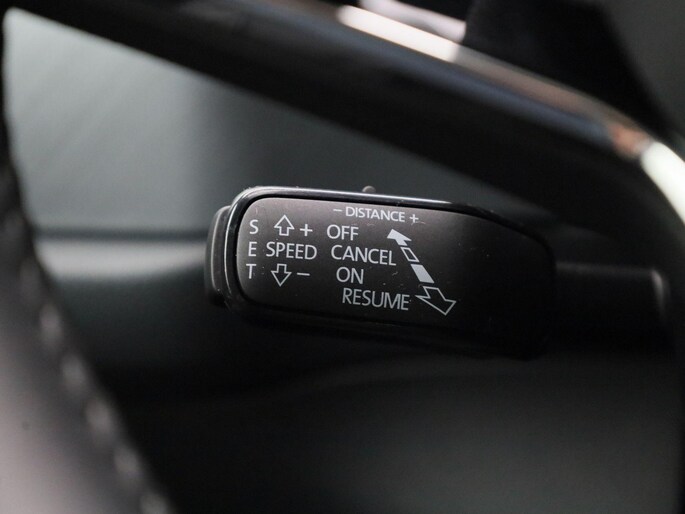 - DISTANCE +
S + OFF
E SPEED CANCEL
T - ON
RESUME